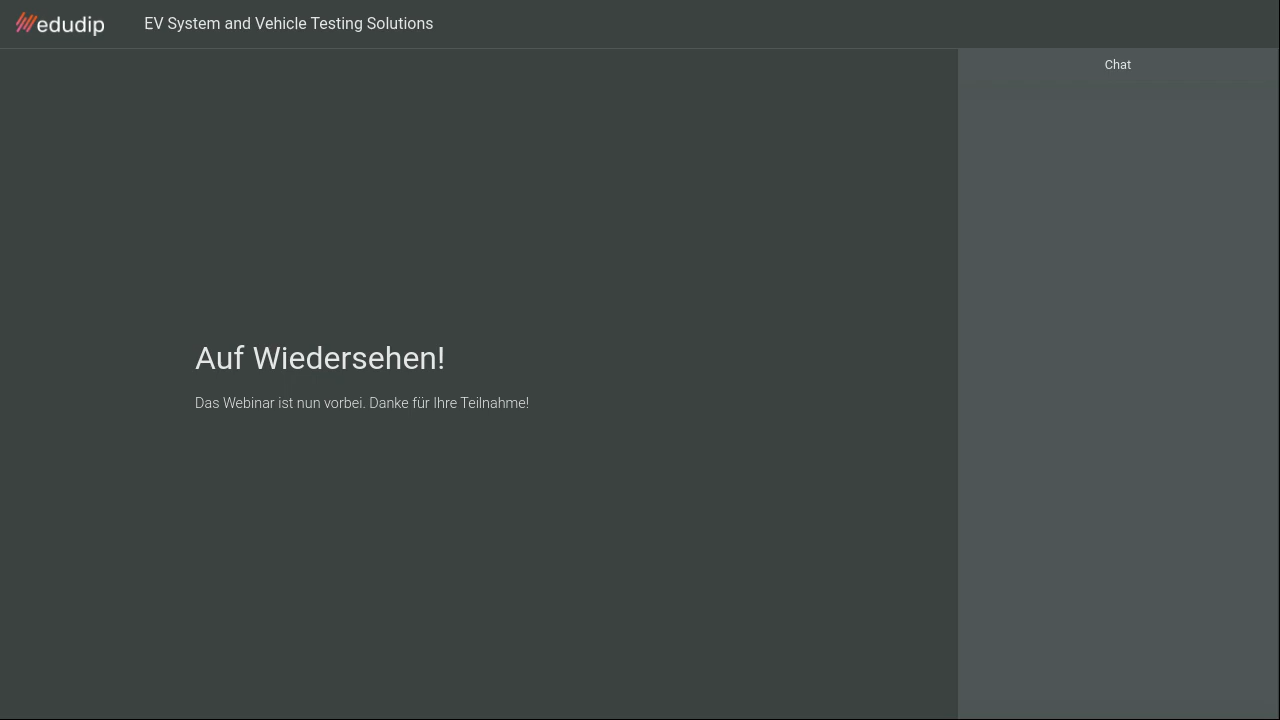 edudip
EV System and Vehicle Testing Solutions
Chat
Auf Wiedersehen!
Das Webinar ist nun vorbei. Danke für Ihre Teilnahme!